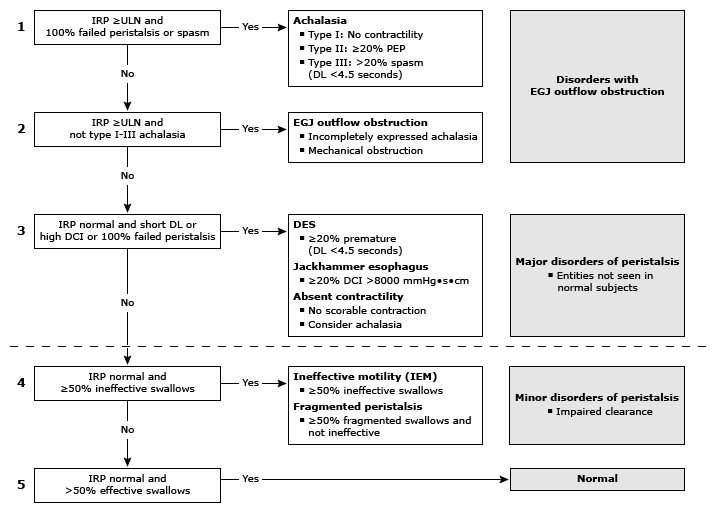 1
IRP ≥ULN and
100% failed peristalsis or spasm
Yes
Achalasia
▪ Type I: No contractility
▪ Type II: ≥20% PEP
▪ Type III: >20% spasm
(DL <4.5 seconds)
Disorders with
EGJ outflow obstruction
No
2
IRP ≥ULN and
not type I-III achalasia
Yes
EGJ outflow obstruction
▪ Incompletely expressed achalasia
▪ Mechanical obstruction
No
3
IRP normal and short DL or
high DCI or 100% failed peristalsis
Yes
DES
▪ ≥20% premature
(DL <4.5 seconds)
Jackhammer esophagus
▪ ≥20% DCI >8000 mmHg•s•cm
Absent contractility
▪ No scorable contraction
▪ Consider achalasia
Major disorders of peristalsis
▪ Entities not seen in
normal subjects
No
4
IRP normal and
≥50% ineffective swallows
Yes
Ineffective motility (IEM)
▪ ≥50% ineffective swallows
Fragmented peristalsis
▪ ≥50% fragmented swallows and
not ineffective
Minor disorders of peristalsis
▪ Impaired clearance
No
5
IRP normal and
>50% effective swallows
Yes
Normal